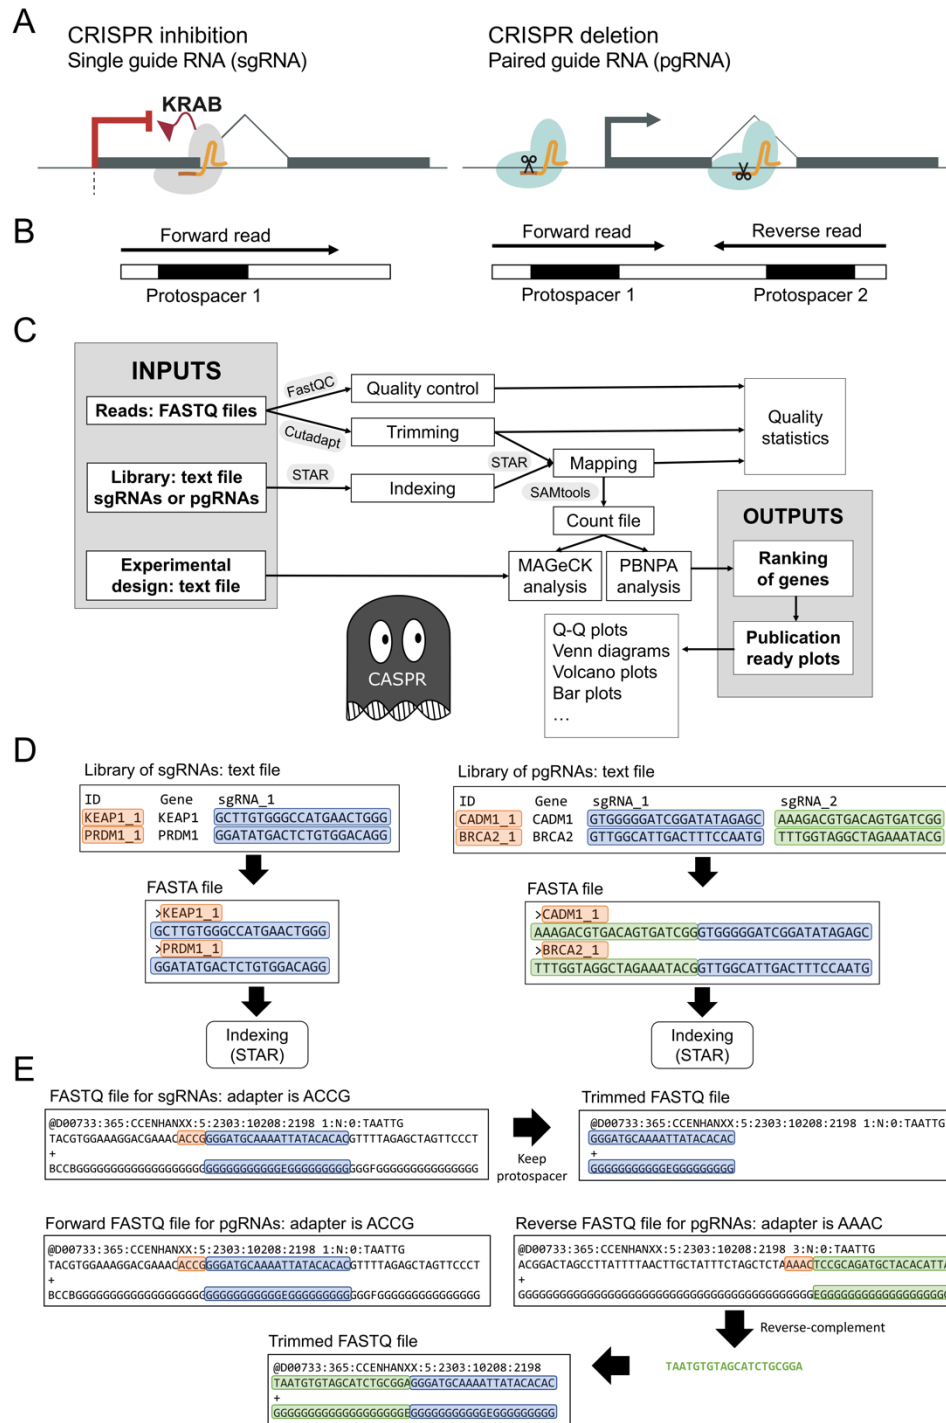 A
CRISPR inhibition
Single guide RNA (sgRNA)
CRISPR deletion
Paired guide RNA (pgRNA)
KRAB
B
Forward read
Protospacer 1
Forward read
Reverse read
Protospacer 1
Protospacer 2
C
INPUTS
Reads: FASTQ files
Library: text file
sgRNAs or pgRNAs
Experimental
design: text file
FastQC
Cutadapt
STAR
Quality control
Trimming
Indexing
STAR
Mapping
SAMtools
Count file
MAGeCK
analysis
PBNPA
analysis
Quality
statistics
OUTPUTS
Ranking
of genes
Publication
ready plots
Q-Q plots
Venn diagrams
Volcano plots
Bar plots
...
CASPR
D
Library of sgRNAs: text file
ID Gene sgRNA_1
KEAP1_1 KEAP1 GCTTGTGGGCCATGAACTGGG
PRDM1_1 PRDM1 GGATATGACTCTGTGGACAGG
FASTA file
>KEAP1_1
GCTTGTGGGCCATGAACTGGG
>PRDM1_1
GGATATGACTCTGTGGACAGG
Indexing
(STAR)
Library of pgRNAs: text file
ID Gene sgRNA_1 sgRNA_2
CADM1_1 CADM1 GTGGGGGATCGGATATAGAGC AAAGACGTGACAGTGATCGG
BRCA2_1 BRCA2 GTTGGCATTGACTTTCCAATG TTTGGTAGGCTAGAAATACG
FASTA file
>CADM1_1
AAAGACGTGACAGTGATCGGGTGGGGGATCGGATATAGAGC
>BRCA2_1
TTTGGTAGGCTAGAAATACGGTTGGCATTGACTTTCCAATG
Indexing
(STAR)
E
FASTQ file for sgRNAs: adapter is ACCG
@D00733:365:CCENHANXX:5:2303:10208:2198 1:N:0:TAATTG
TACGTGGAAAGGACGAAACACCGGGGATGCAAAATTATACACACGTTTTAGAGCTAGTTCCCT
+
BCCBGGGGGGGGGGGGGGGGGGGGGGGGGGGGGEGGGGGGGGGGGGFGGGGGGGGGGGGGGG
Keep
protospacer
Trimmed FASTQ file
@D00733:365:CCENHANXX:5:2303:10208:2198 1:N:0:TAATTG
GGGATGCAAAATTATACACAC
+
GGGGGGGGGGGEGGGGGGGGG
Forward FASTQ file for pgRNAs: adapter is ACCG
@D00733:365:CCENHANXX:5:2303:10208:2198 1:N:0:TAATTG
TACGTGGAAAGGACGAAACACCGGGGATGCAAAATTATACACACGTTTTAGAGCTAGTTCCCT
+
BCCBGGGGGGGGGGGGGGGGGGGGGGGGGGGGGEGGGGGGGGGGGGFGGGGGGGGGGGGGGG
Reverse FASTQ file for pgRNAs: adapter is AAAC
@D00733:365:CCENHANXX:5:2303:10208:2198 3:N:0:TAATTG
ACGGACTAGCCTTATTTTAACTTGCTATTTCTAGCTCTAAAACTCCGCAGATGCTACACATTA
+
GGGGGGGGGGGGGGGGGGGGGGGGGGGGGGGGGGGGGGGGGGGEGGGGGGGGGGGGGGGGGGG
Reverse-complement
TAATGTGTAGCATCTGCGGA
Trimmed FASTQ file
@D00733:365:CCENHANXX:5:2303:10208:2198
TAATGTGTAGCATCTGCGGAGGGATGCAAAATTATACACAC
+
GGGGGGGGGGGGGGGGGGGEGGGGGGGGGGGEGGGGGGGGG